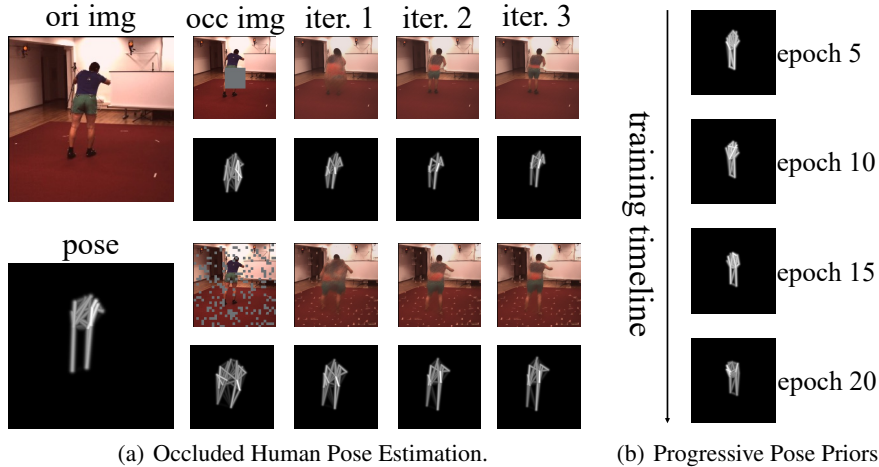 ori img
occ img iter. 1 iter. 2 iter. 3
pose
epoch 5
epoch 10
epoch 15
epoch 20
training timeline
(a) Occluded Human Pose Estimation.
(b) Progressive Pose Priors